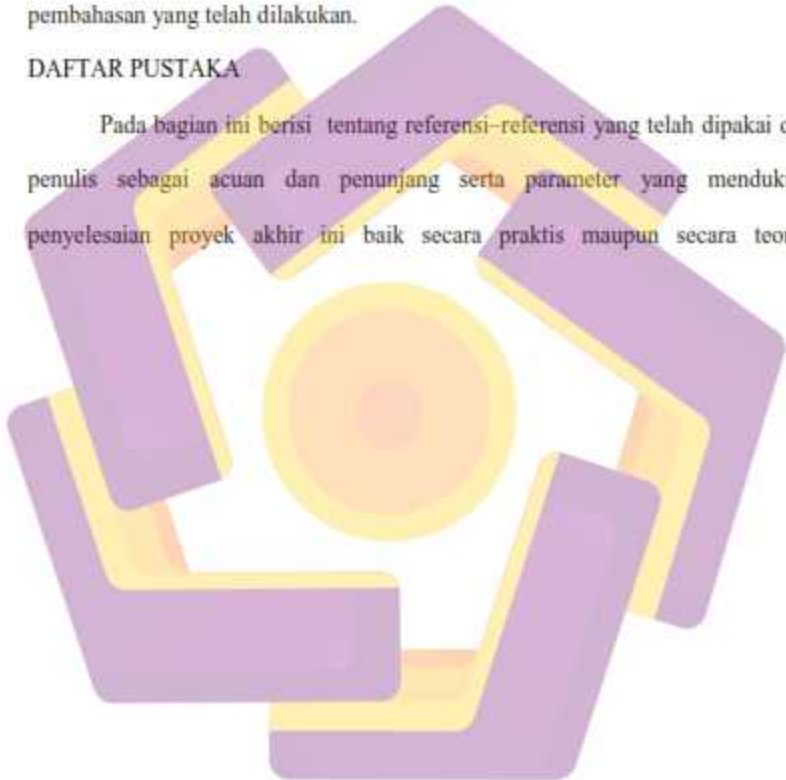 pembahasan yang telah dilakukan.
DAFTAR PUSTAKA
Pada bagian ini berisi tentang referensi–referensi yang telah dipakai
penulis sebagai acuan dan penunjang serta parameter yang
penyelesaian proyek akhir ini baik secara praktis maupun secara